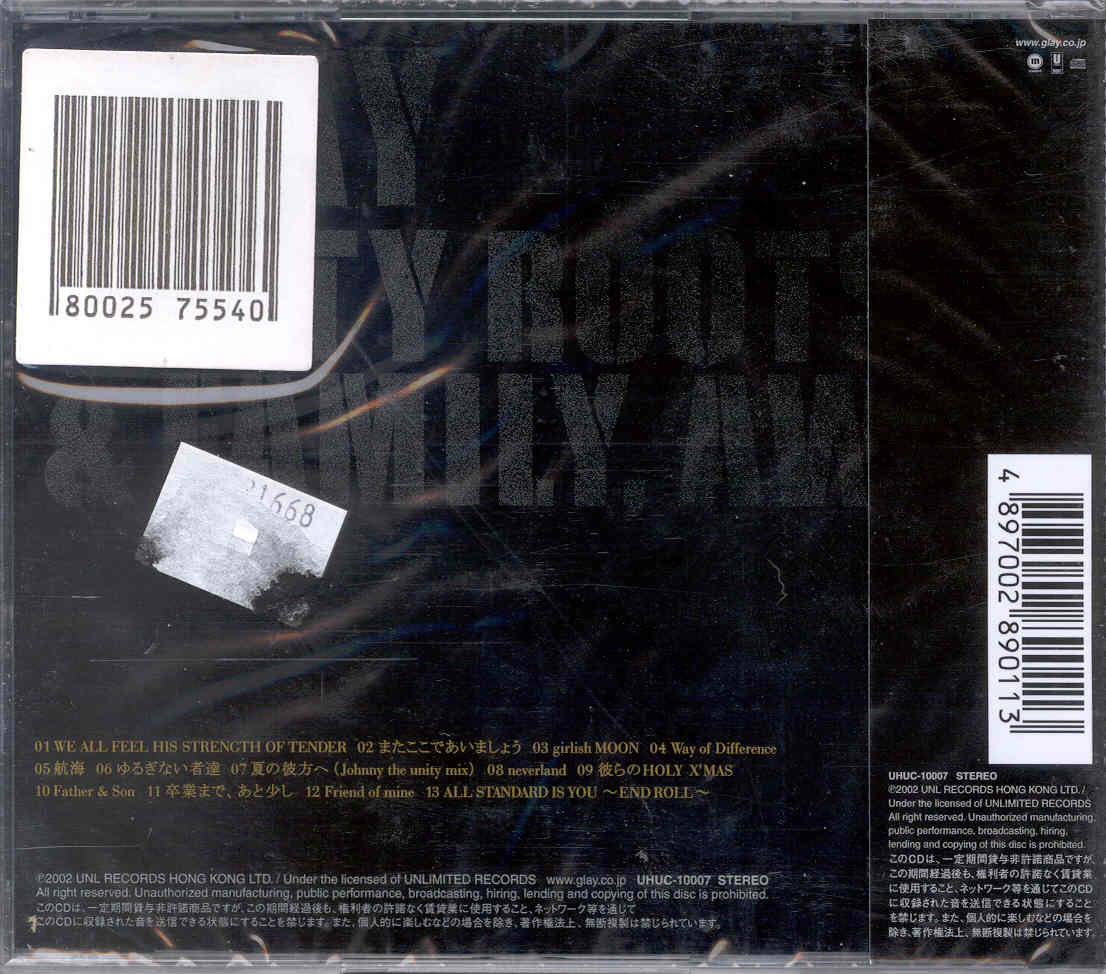 www.glay.co.jp
80025 75540
TY ROOTS
& FAMILY, AW
1668
4 897002 890113
01 WE ALL FEEL HIS STRENGTH OF TENDER 02 またここであいましょう 03 girlish MOON 04 Way of Difference
05 航海 06 ゆるぎない者達 07 夏の彼方へ (Johnny the unity mix) 08 neverland 09 彼らのHOLY X'MAS
10 Father & Son 11 卒業まで、あと少し 12 Friend of mine 13 ALL STANDARD IS YOU ～END ROLL～
℗2002 UNL RECORDS HONG KONG LTD. / Under the licensed of UNLIMITED RECORDS www.glay.co.jp UHUC-10007 STEREO
All right reserved. Unauthorized manufacturing, public performance, broadcasting, hiring, lending and copying of this disc is prohibited.
このCDは、一定期間貸与非許諾商品ですが、この期間経過後も、権利者の許諾なく賃貸業に使用すること、ネットワーク等を通じて
このCDに収録された音を送信できる状態にすることを禁じます。また、個人的に楽しむなどの場合を除き、著作権法上、無断複製は禁じられています。
UHUC-10007 STEREO
℗2002 UNL RECORDS HONG KONG LTD. /
Under the licensed of UNLIMITED RECORDS
All right reserved. Unauthorized manufacturing,
public performance, broadcasting, hiring,
lending and copying of this disc is prohibited.
このCDは、一定期間貸与非許諾商品ですが、
この期間経過後も、権利者の許諾なく賃貸業
に使用すること、ネットワーク等を通じてこのCD
に収録された音を送信できる状態にすること
を禁じます。また、個人的に楽しむなどの場合を
除き、著作権法上、無断複製は禁じられています。